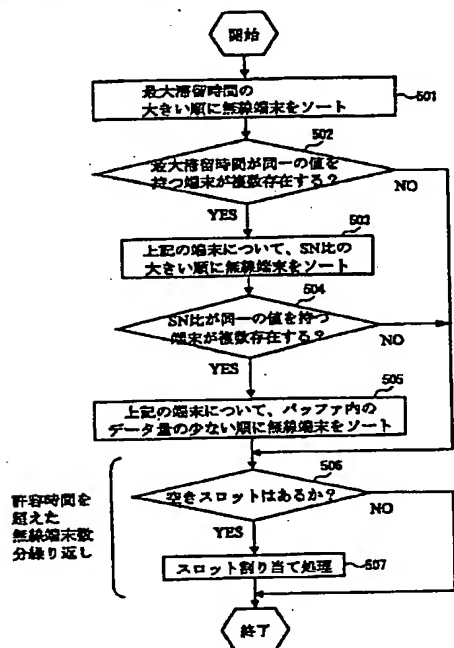 開始
最大滞留時間の
大きい順に無線端末をソート
501
502
最大滞留時間が同一の値を
持つ端末が複数存在する?
NO
YES
503
上記の端末について、SN比の
大きい順に無線端末をソート
504
SN比が同一の値を持つ
端末が複数存在する?
NO
YES
505
上記の端末について、バッファ内の
データ量の少ない順に無線端末をソート
506
許容時間を
超えた
無線端末数
分繰り返し
空きスロットはあるか?
NO
YES
スロット割り当て処理
507
終了